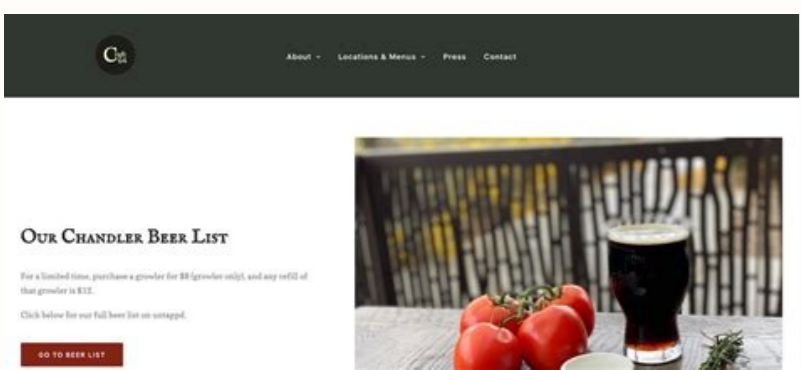 About
Locations & Menus
Press
Contact
Our Chandler Beer List
For a limited time, purchase a growler for $8 (growler only), and any refill of
that growler is $12.
Click below for our full beer list on untappd.
GO TO BEER LIST